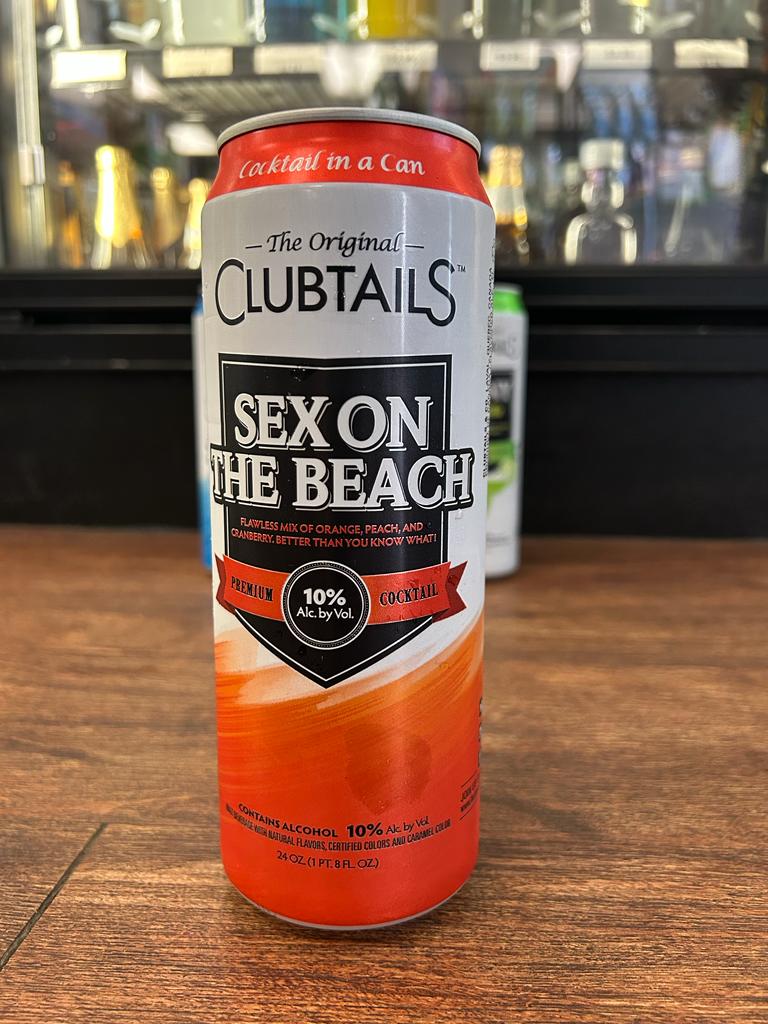 Cocktail in a Can
The Original
CLUBTAILS™
SEX ON
THE BEACH
FLAWLESS MIX OF ORANGE, PEACH, AND
CRANBERRY. BETTER THAN YOU KNOW WHAT!
PREMIUM
10%
Alc. by Vol.
COCKTAIL
CONTAINS ALCOHOL 10% Alc. by Vol.
BEVERAGE WITH NATURAL FLAVORS, CERTIFIED COLORS AND CARAMEL COLOR
24 OZ. (1 PT. 8 FL. OZ.)